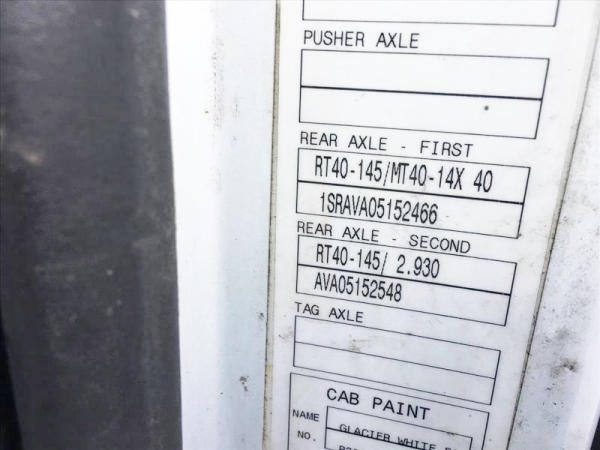 PUSHER AXLE
REAR AXLE - FIRST
RT40-145/MT40-14X 40
1SRAVA05152466
REAR AXLE - SECOND
RT40-145/ 2.930
AVA05152548
TAG AXLE
CAB PAINT
NAME GLACIER WHITE
NO.